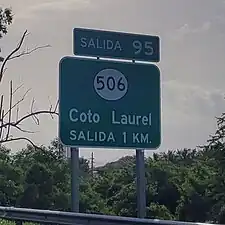 SALIDA 95
506
Coto Laurel
SALIDA 1 KM.